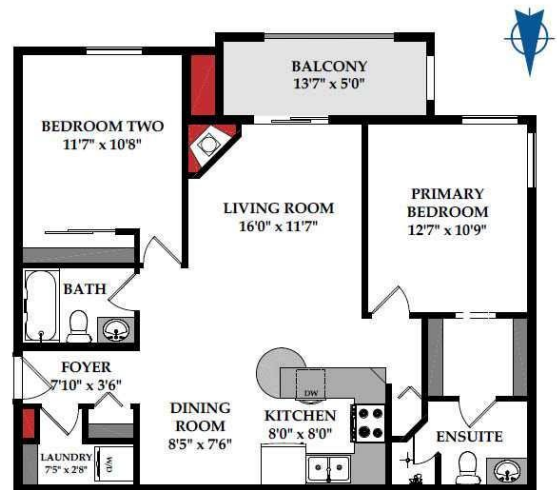 BALCONY
13'7" x 5'0"
BEDROOM TWO
11'7" x 10'8"
LIVING ROOM
16'0" x 11'7"
PRIMARY
BEDROOM
12'7" x 10'9"
BATH
FOYER
7'10" x 3'6"
DW
DINING
ROOM
8'5" x 7'6"
KITCHEN
8'0" x 8'0"
ENSUITE
LAUNDRY
7'5" x 2'8"
W/D